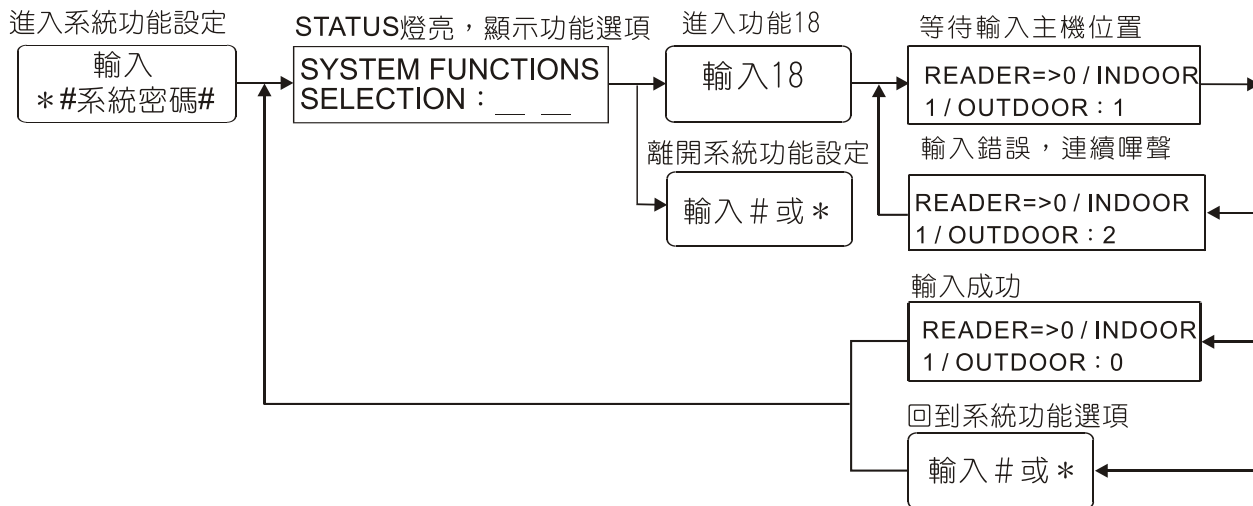 進入系統功能設定
輸入
＊#系統密碼#
STATUS燈亮，顯示功能選項
SYSTEM FUNCTIONS
SELECTION：__ __
進入功能18
輸入18
離開系統功能設定
輸入＃或＊
等待輸入主機位置
READER=>0 / INDOOR
1 / OUTDOOR：1
輸入錯誤，連續嗶聲
READER=>0 / INDOOR
1 / OUTDOOR：2
輸入成功
READER=>0 / INDOOR
1 / OUTDOOR：0
回到系統功能選項
輸入＃或＊